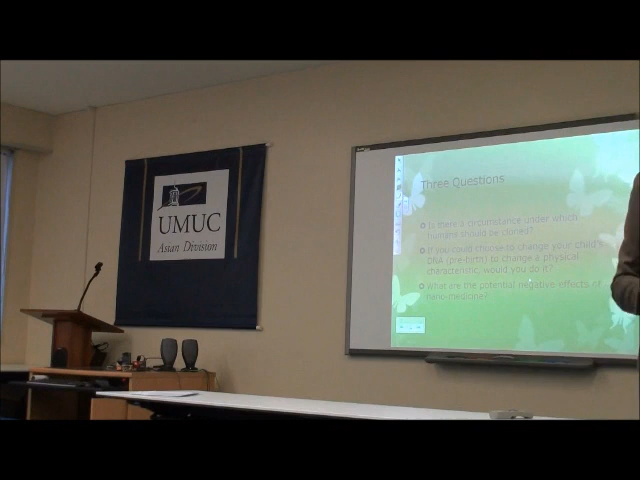 UMUC
Asian Division
Three Questions
Is there a circumstance under which
humans should be cloned?
If you could choose to change your child's
DNA (pre-birth) to change a physical
characteristic, would you do it?
What are the potential negative effects of
nano-medicine?